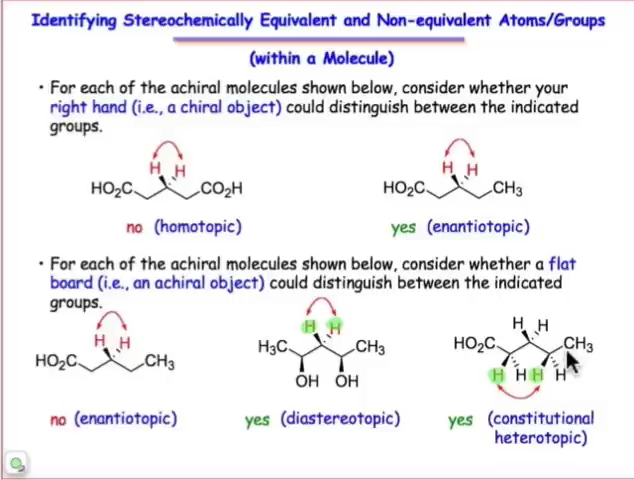 Identifying Stereochemically Equivalent and Non-equivalent Atoms/Groups
(within a Molecule)
• For each of the achiral molecules shown below, consider whether your
right hand (i.e., a chiral object) could distinguish between the indicated
groups.
H H H H
HO2C CO2H HO2C CH3
no (homotopic) yes (enantiotopic)
• For each of the achiral molecules shown below, consider whether a flat
board (i.e., an achiral object) could distinguish between the indicated
groups.
H H H H H H
HO2C CH3 H3C CH3 HO2C CH3
OH OH H H H H
no (enantiotopic) yes (diastereotopic) yes (constitutional
heterotopic)